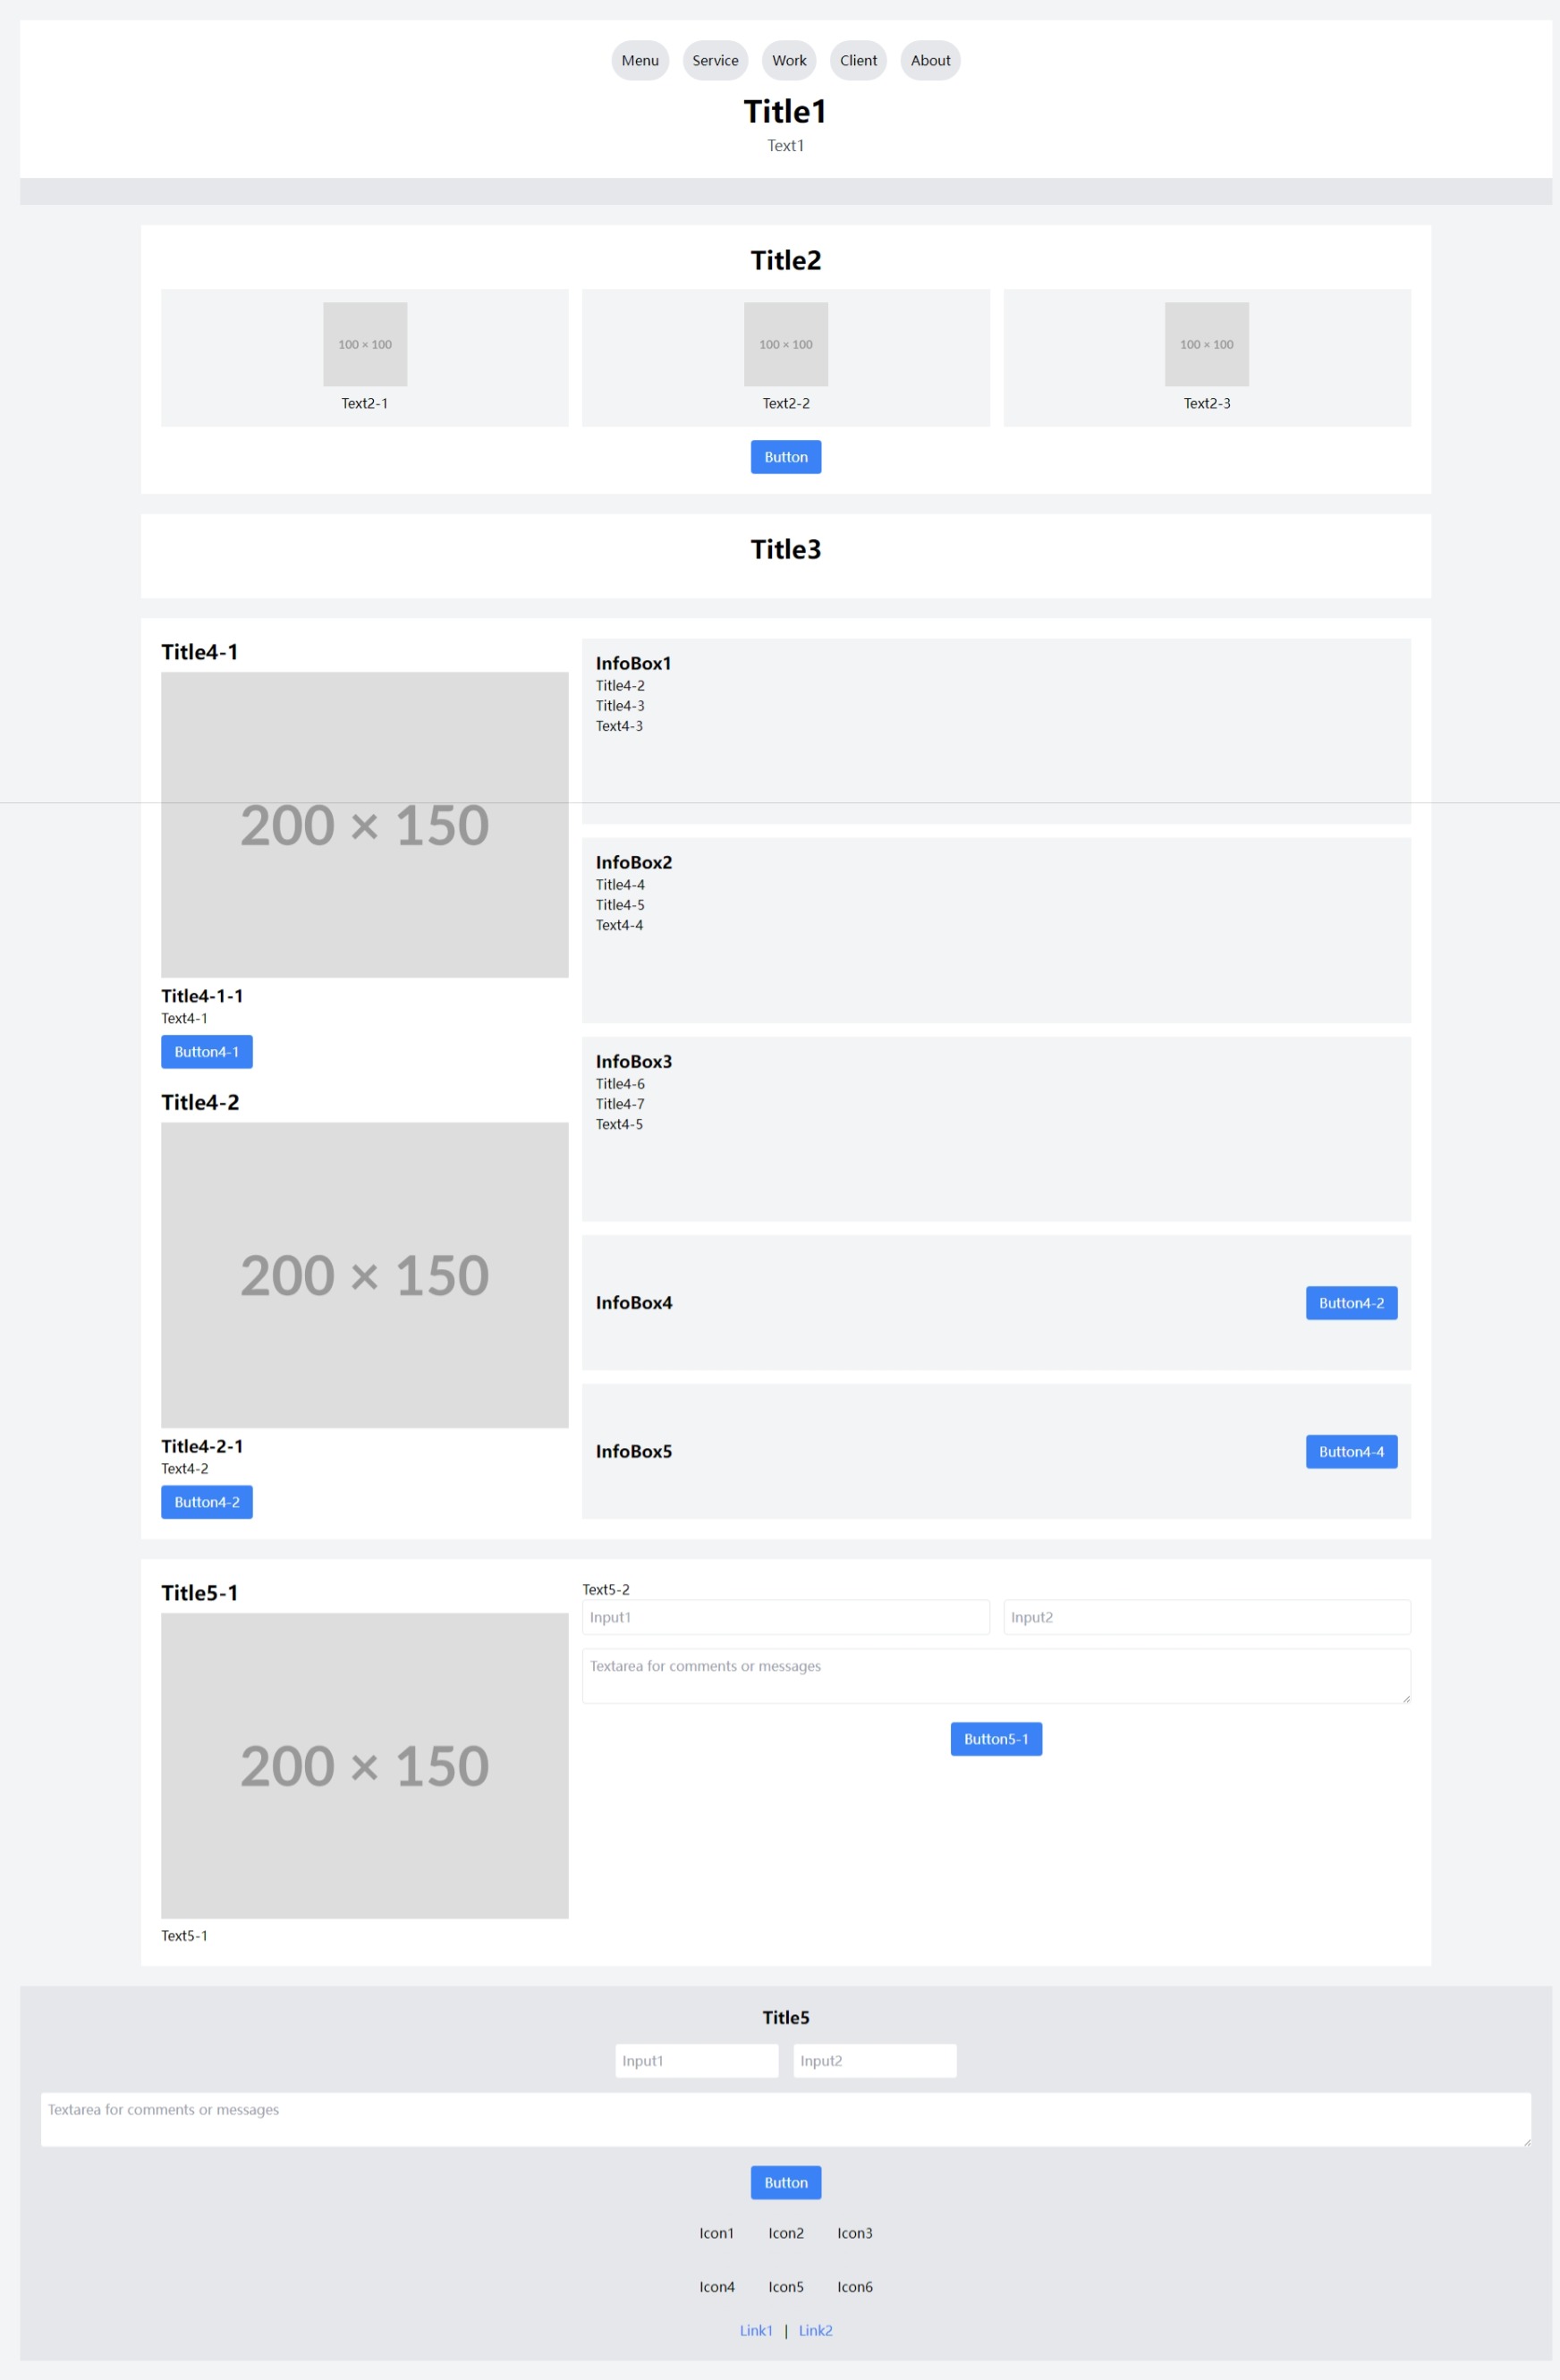 Menu Service Work Client About
Title1
Text1
Title2
100 × 100
Text2-1
100 × 100
Text2-2
100 × 100
Text2-3
Button
Title3
Title4-1
200 × 150
Title4-1-1
Text4-1
Button4-1
Title4-2
200 × 150
Title4-2-1
Text4-2
Button4-2
InfoBox1
Title4-2
Title4-3
Text4-3
InfoBox2
Title4-4
Title4-5
Text4-4
InfoBox3
Title4-6
Title4-7
Text4-5
InfoBox4
Button4-2
InfoBox5
Button4-4
Title5-1
200 × 150
Text5-1
Text5-2
Input1 Input2
Textarea for comments or messages
Button5-1
Title5
Input1 Input2
Textarea for comments or messages
Button
Icon1 Icon2 Icon3
Icon4 Icon5 Icon6
Link1 | Link2